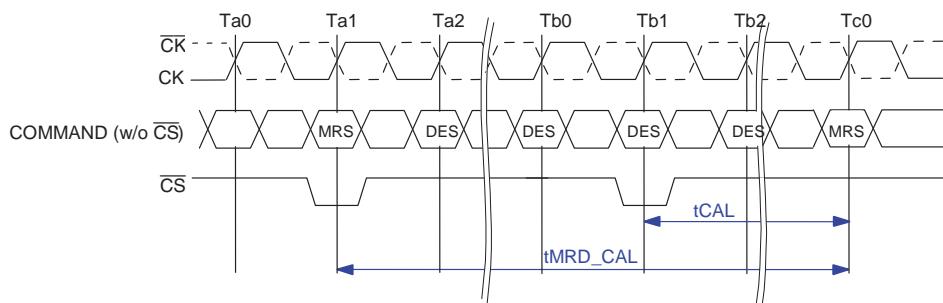 Ta0 Ta1 Ta2 Tb0 Tb1 Tb2 Tc0
CK
CK
COMMAND (w/o CS) MRS DES DES DES DES MRS
CS
tCAL
tMRD_CAL